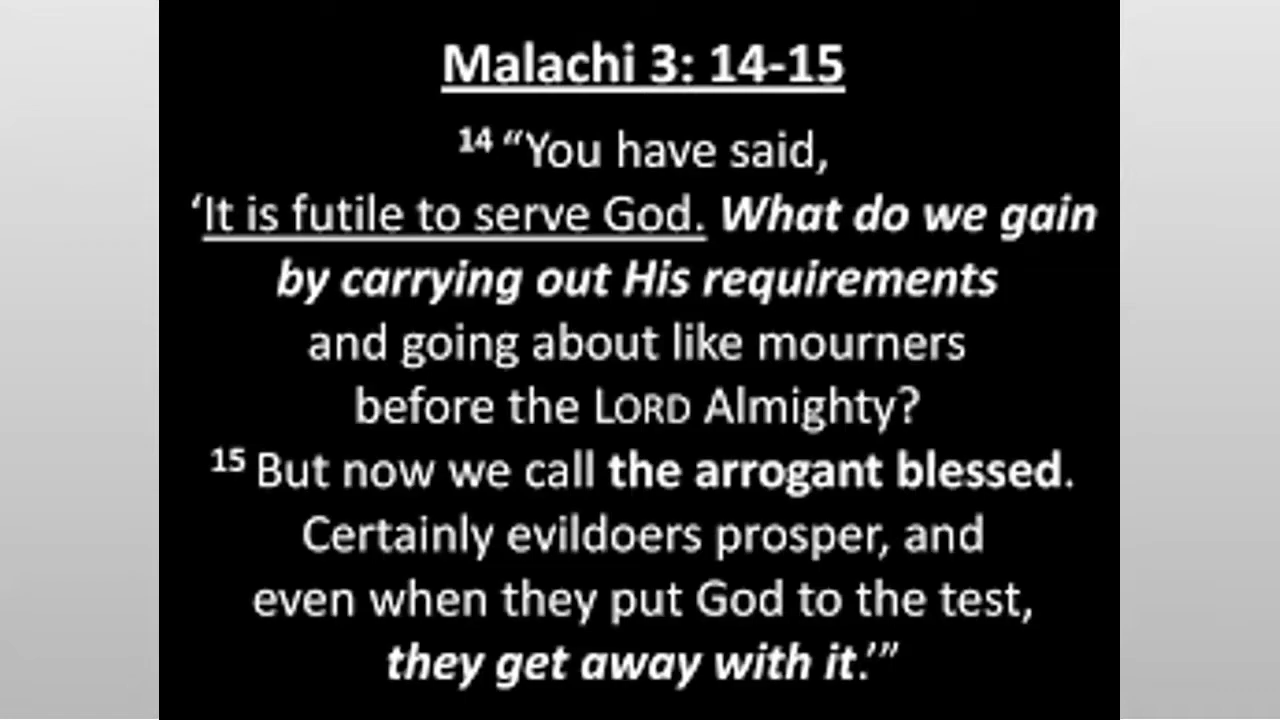 Malachi 3: 14-15
14 “You have said,
‘It is futile to serve God. What do we gain
by carrying out His requirements
and going about like mourners
before the LORD Almighty?
15 But now we call the arrogant blessed.
Certainly evildoers prosper, and
even when they put God to the test,
they get away with it.’”